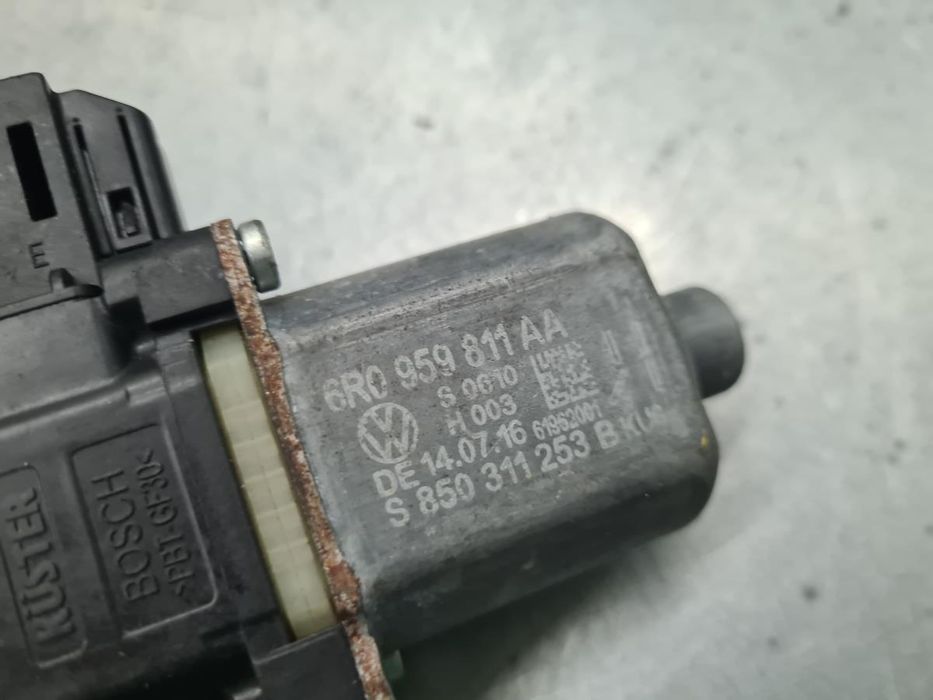 6R0 959 811 AA
S 0610
H 003
DE 14.07.16 61962001
S 850 311 253 B
E
KÜSTER
BOSCH
>PBT-GF30<